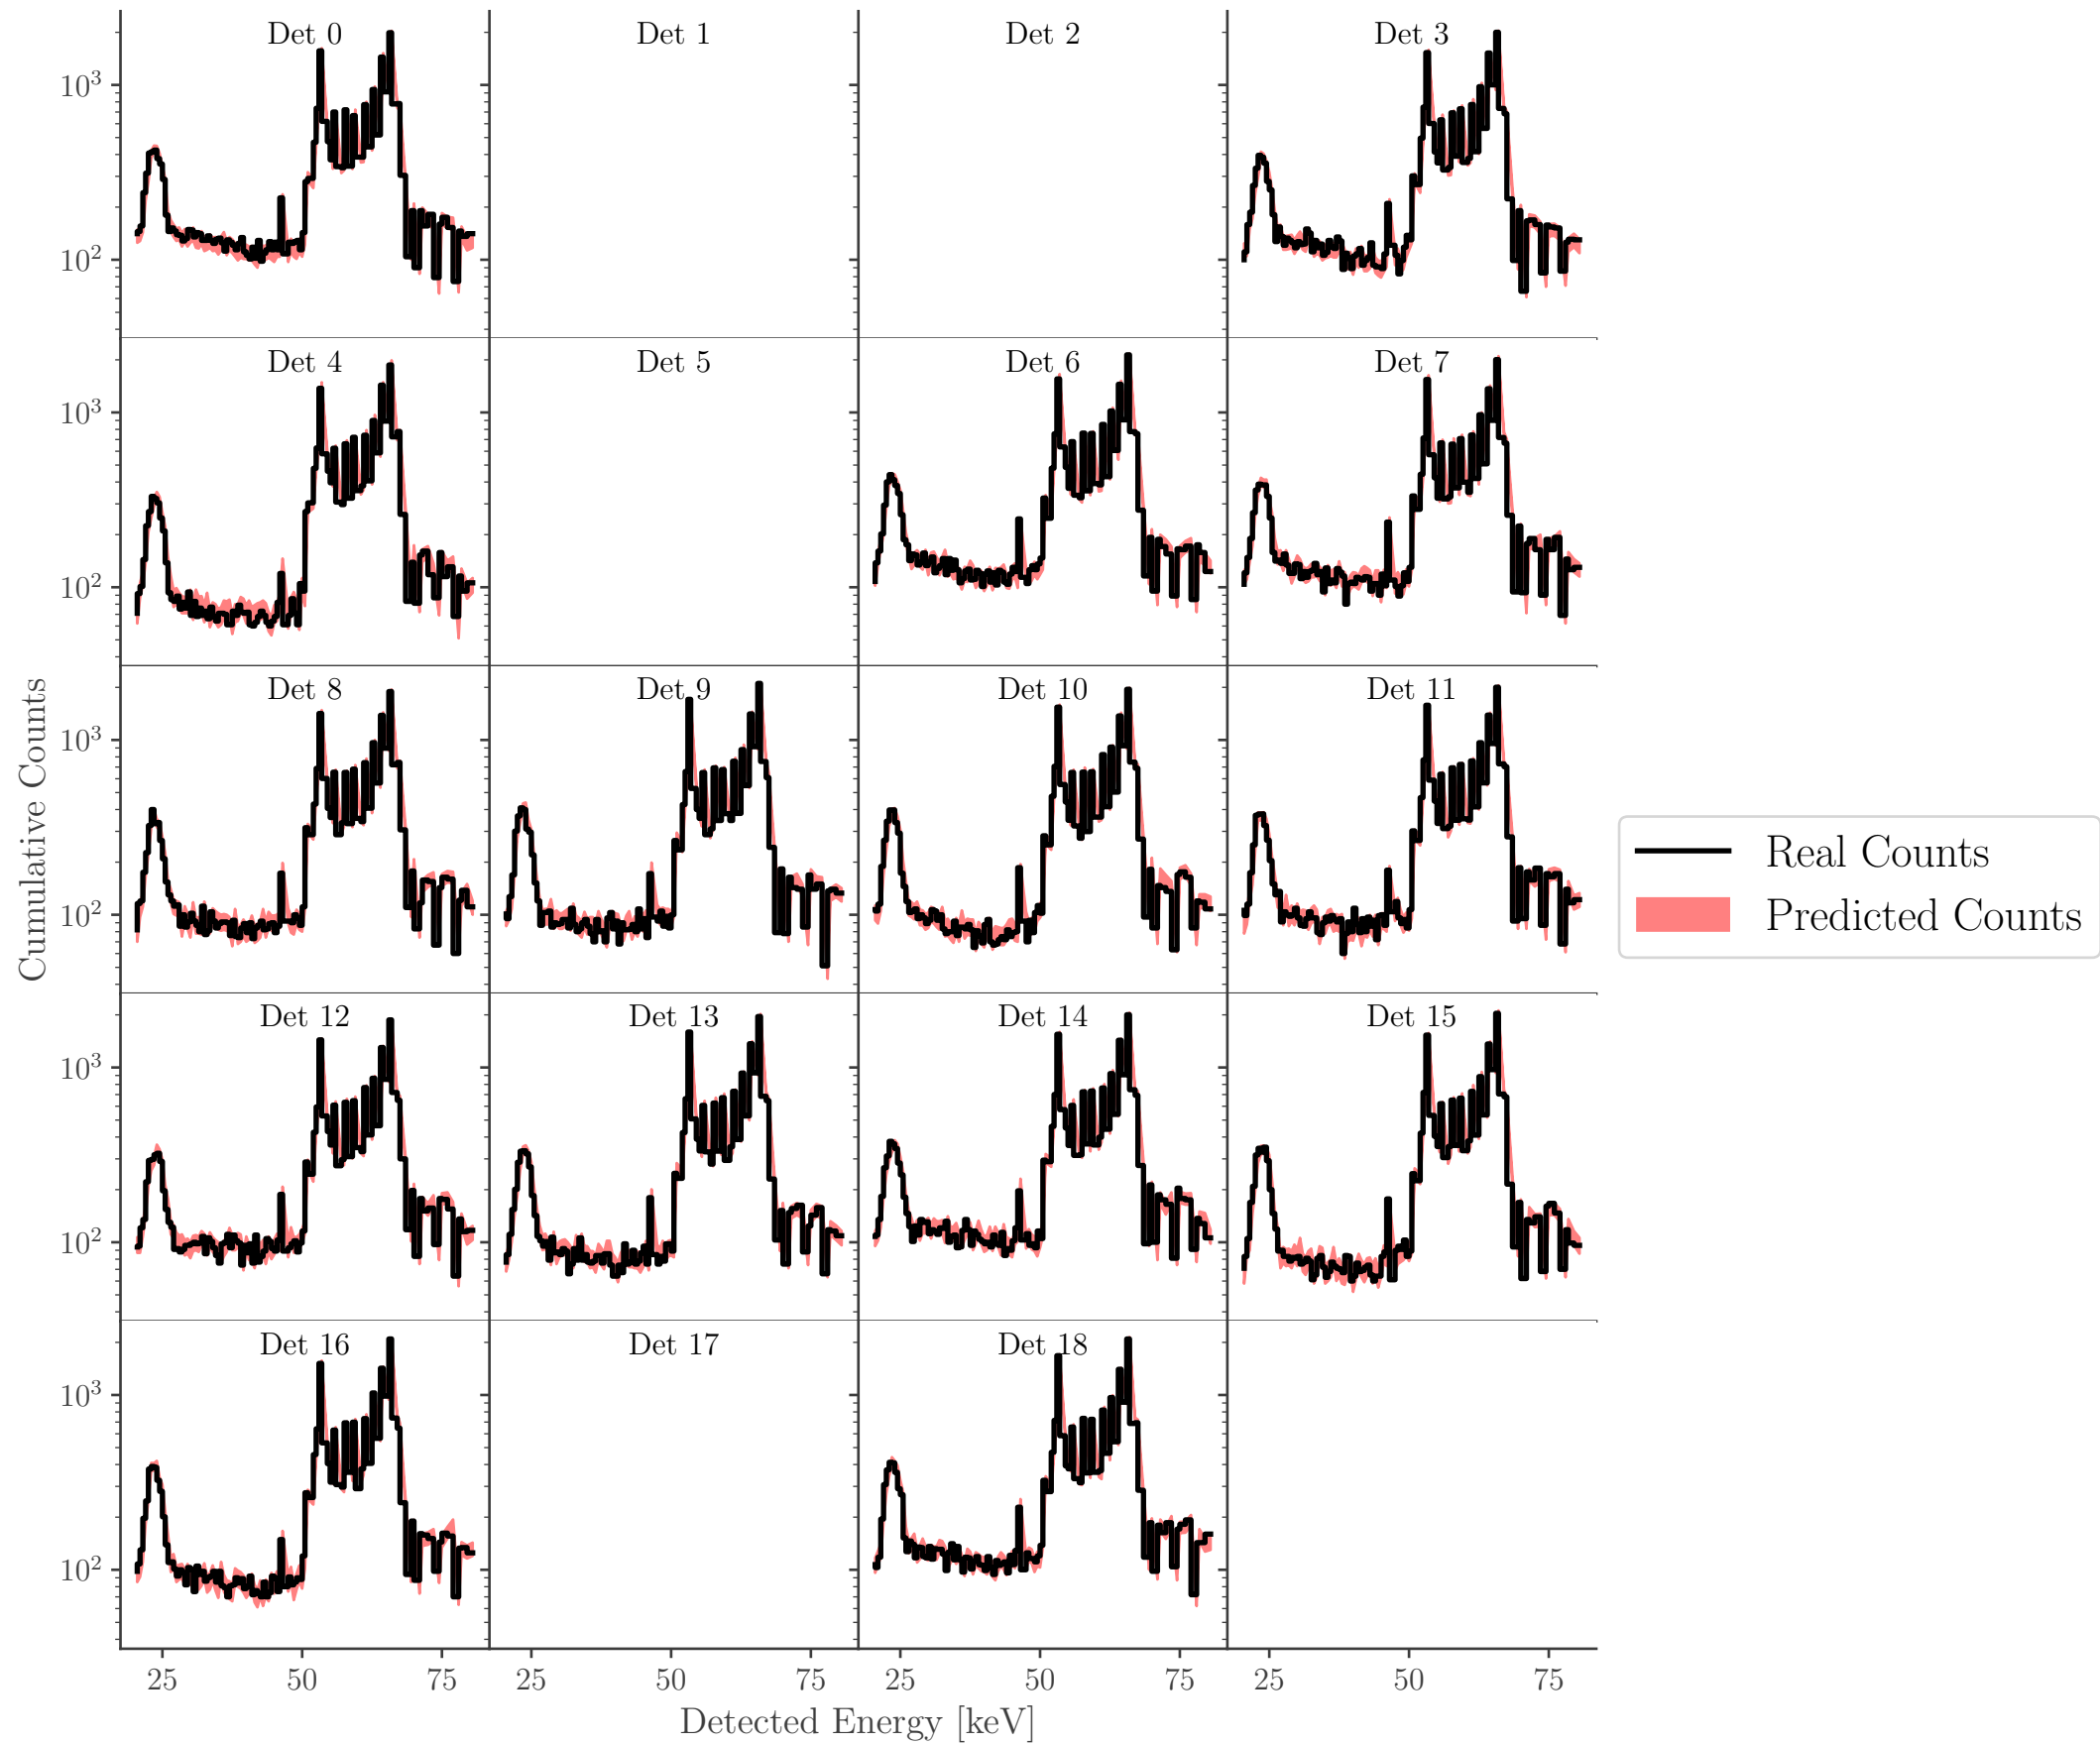 Det 0
Det 1
Det 2
Det 3
10³
10²
Det 4
Det 5
Det 6
Det 7
10³
10²
Det 8
Det 9
Det 10
Det 11
10³
10²
Det 12
Det 13
Det 14
Det 15
10³
10²
Det 16
Det 17
Det 18
10³
10²
25 50 75 25 50 75 25 50 75 25 50 75
Detected Energy [keV]
Cumulative Counts
Real Counts
Predicted Counts